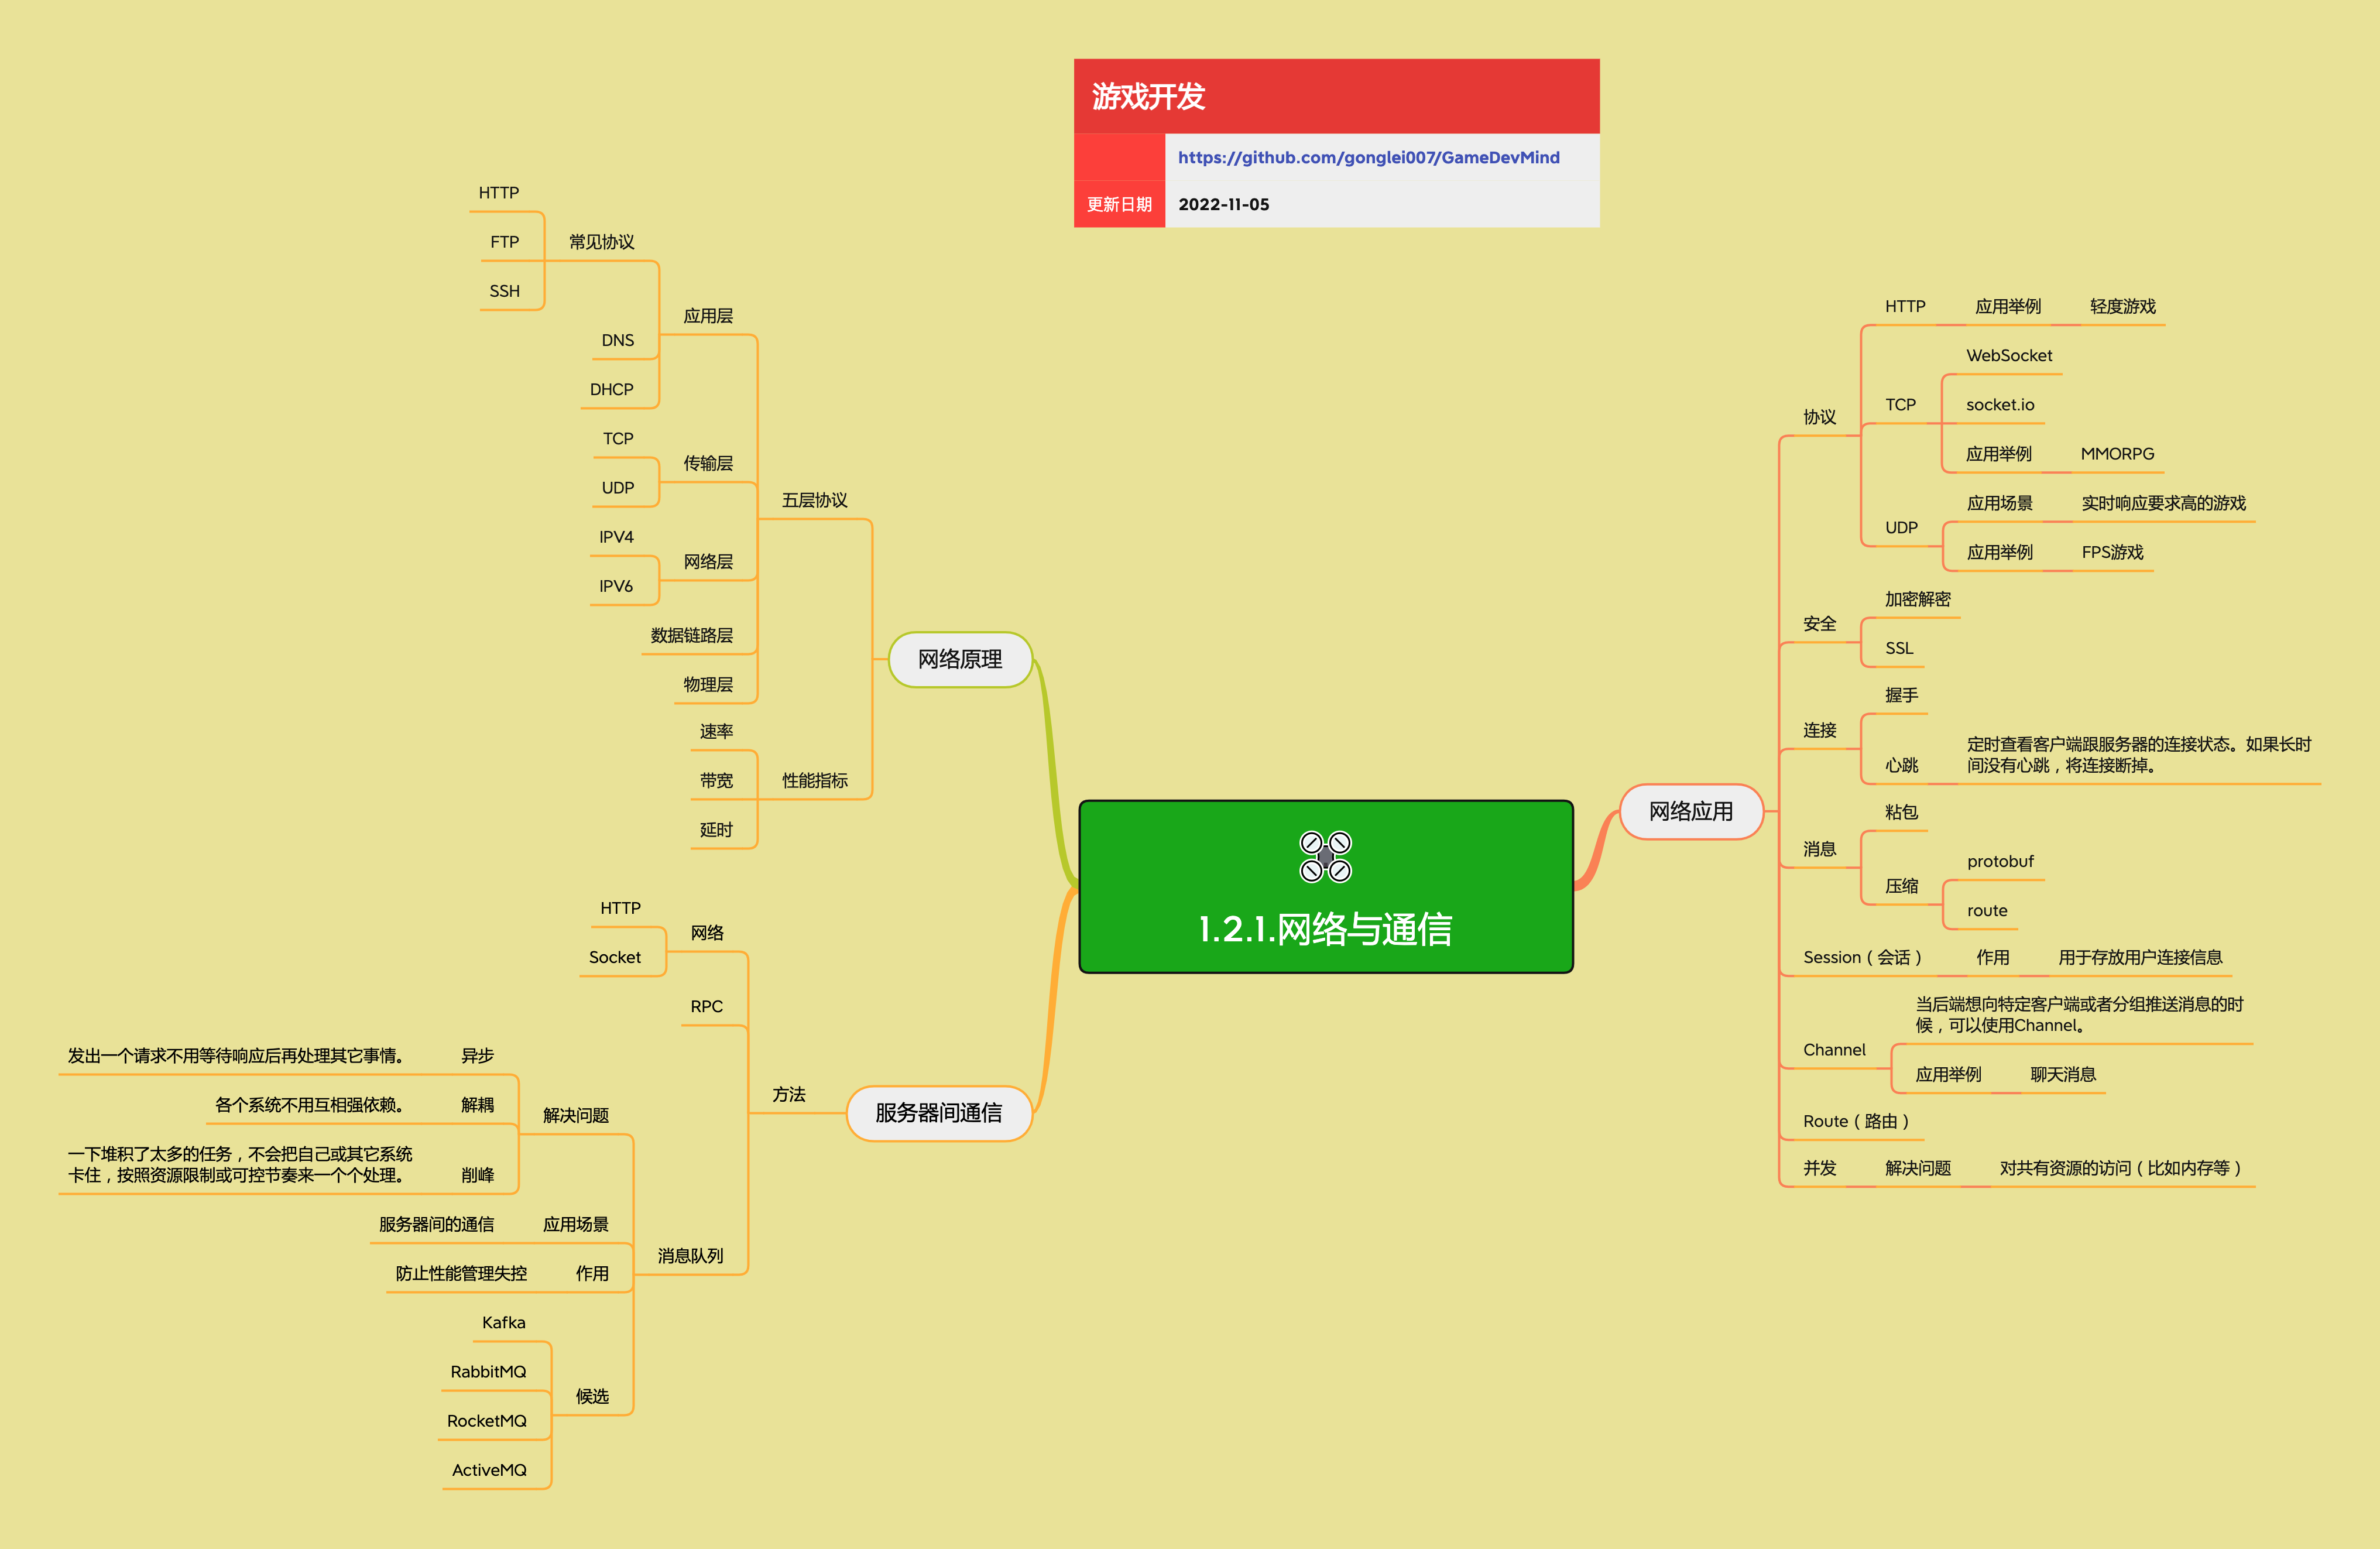 游戏开发
https://github.com/gonglei007/GameDevMind
更新日期
2022-11-05
1.2.1.网络与通信
网络原理
五层协议
应用层
常见协议
HTTP
FTP
SSH
DNS
DHCP
传输层
TCP
UDP
网络层
IPV4
IPV6
数据链路层
物理层
性能指标
速率
带宽
延时
服务器间通信
方法
网络
HTTP
Socket
RPC
消息队列
解决问题
异步
发出一个请求不用等待响应后再处理其它事情。
解耦
各个系统不用互相强依赖。
削峰
一下堆积了太多的任务，不会把自己或其它系统
卡住，按照资源限制或可控节奏来一个个处理。
应用场景
服务器间的通信
作用
防止性能管理失控
候选
Kafka
RabbitMQ
RocketMQ
ActiveMQ
网络应用
协议
HTTP
应用举例
轻度游戏
TCP
WebSocket
socket.io
应用举例
MMORPG
UDP
应用场景
实时响应要求高的游戏
应用举例
FPS游戏
安全
加密解密
SSL
连接
握手
心跳
定时查看客户端跟服务器的连接状态。如果长时
间没有心跳，将连接断掉。
消息
粘包
压缩
protobuf
route
Session（会话）
作用
用于存放用户连接信息
Channel
当后端想向特定客户端或者分组推送消息的时
候，可以使用Channel。
应用举例
聊天消息
Route（路由）
并发
解决问题
对共有资源的访问（比如内存等）